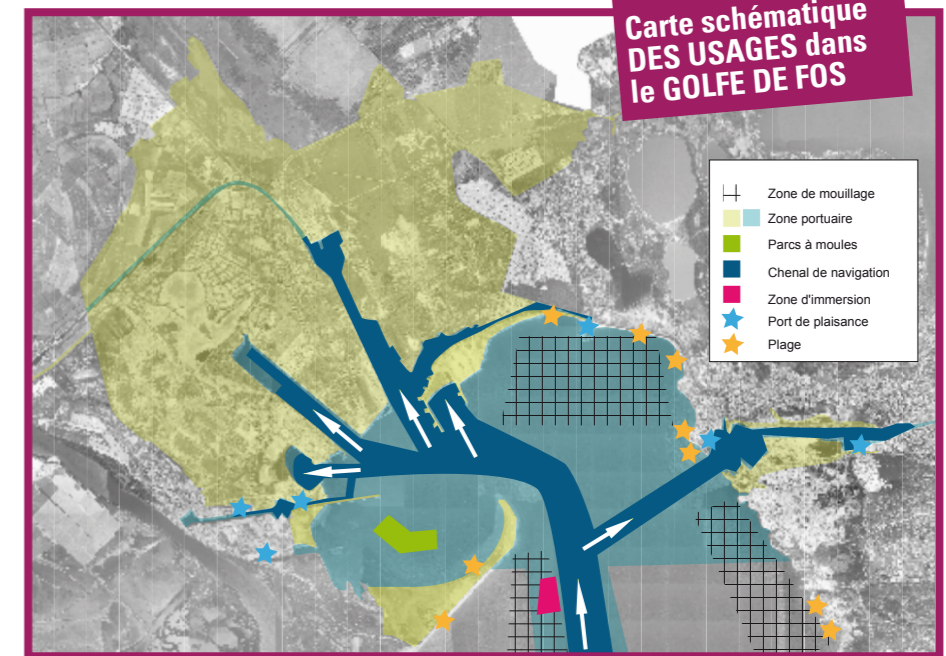 Carte schématique
DES USAGES dans
le GOLFE DE FOS
Zone de mouillage
Zone portuaire
Parcs à moules
Chenal de navigation
Zone d'immersion
Port de plaisance
Plage